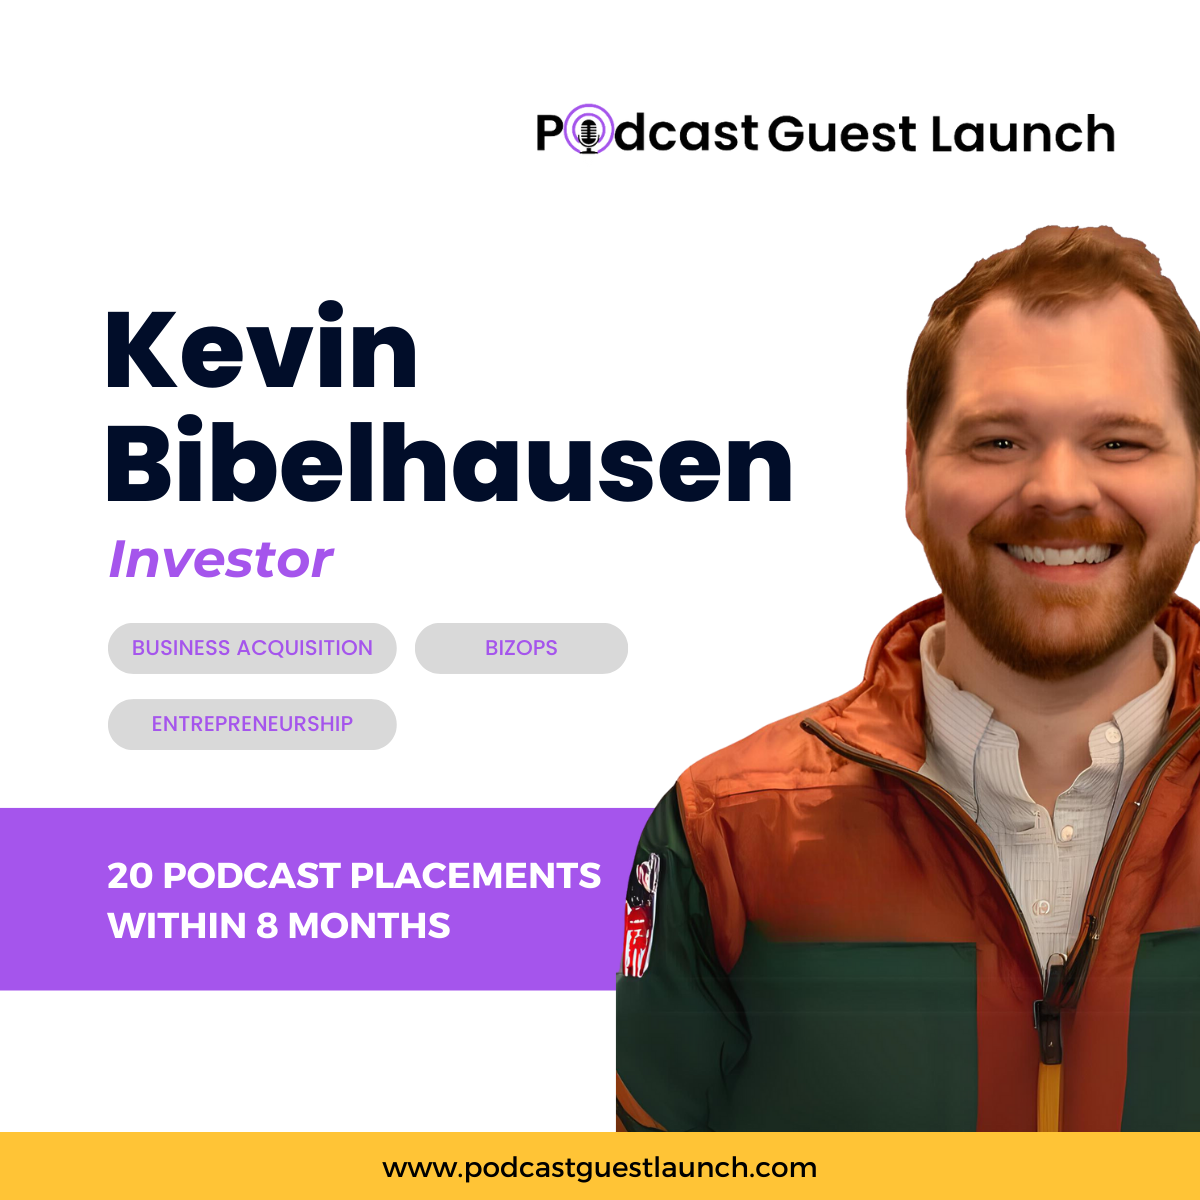 Podcast Guest Launch
Kevin
Bibelhausen
Investor
BUSINESS ACQUISITION
BIZOPS
ENTREPRENEURSHIP
20 PODCAST PLACEMENTS
WITHIN 8 MONTHS
www.podcastguestlaunch.com